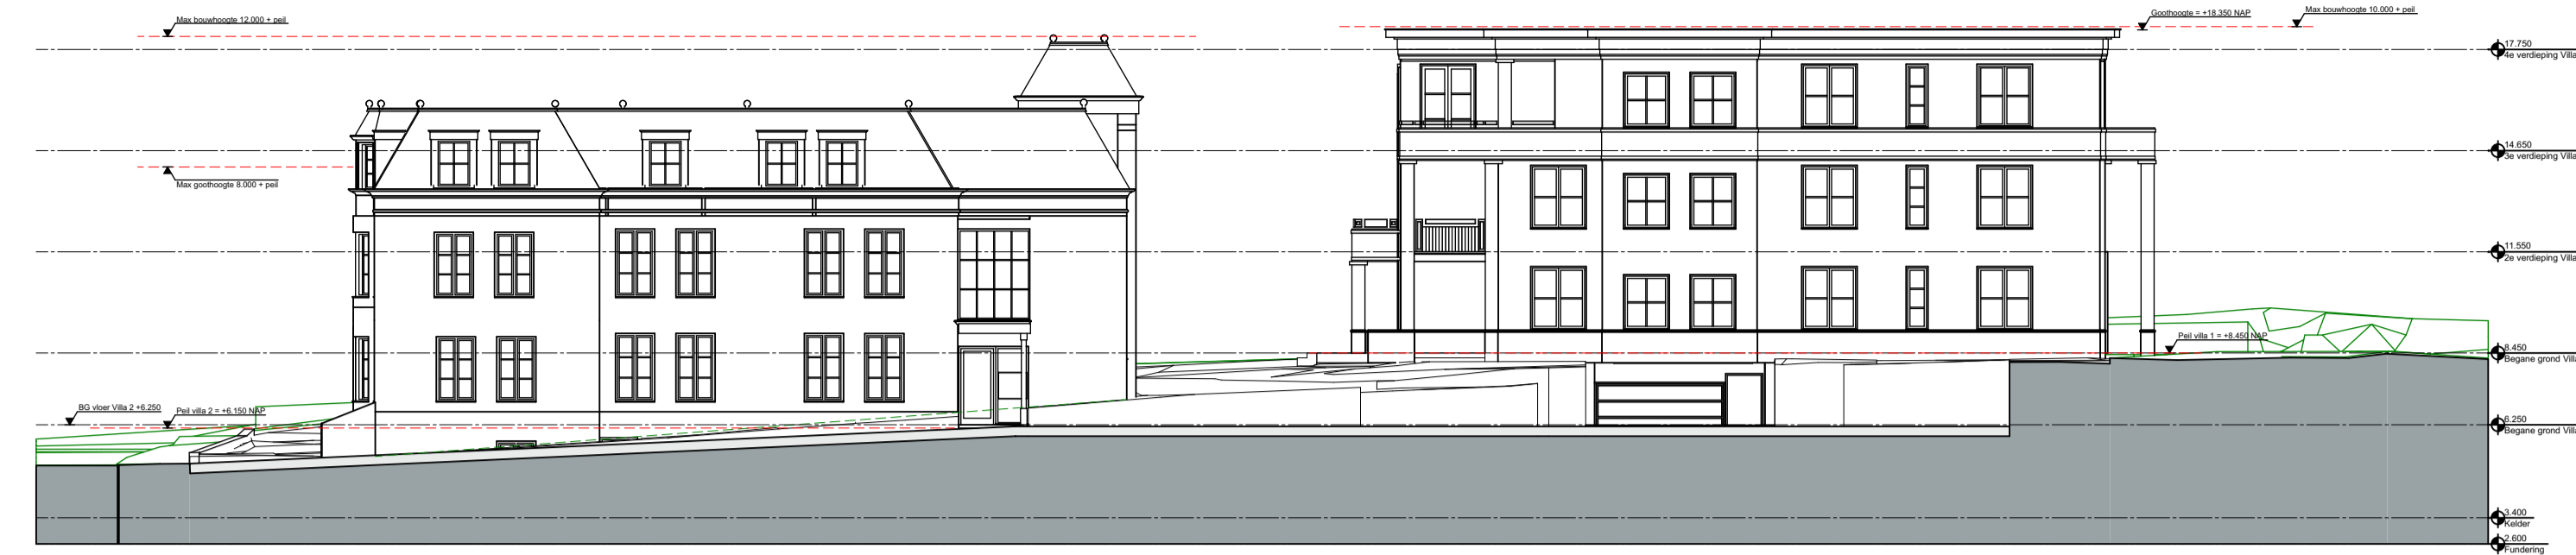 Max bouwhoogte 12.000 + peil
Goothoogte = +18.350 NAP
Max bouwhoogte 10.000 + peil
17.750
4e verdieping Villa
14.650
3e verdieping Villa
Max goothoogte 8.000 + peil
11.550
2e verdieping Villa
Peil villa 1 = +8.450 NAP
8.450
Begane grond Villa
BG vloer Villa 2 +6.250
Peil villa 2 = +6.150 NAP
6.250
Begane grond Villa
3.400
Kelder
2.600
Fundering